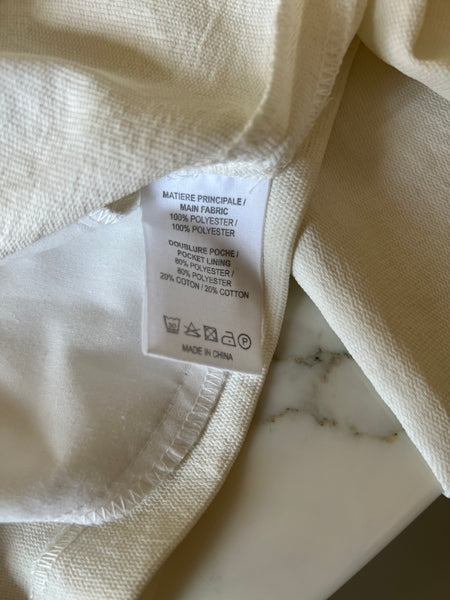 MATIERE PRINCIPALE /
MAIN FABRIC
100% POLYESTER /
100% POLYESTER
DOUBLURE POCHE /
POCKET LINING
80% POLYESTER /
80% POLYESTER
20% COTON / 20% COTTON
30 P
MADE IN CHINA